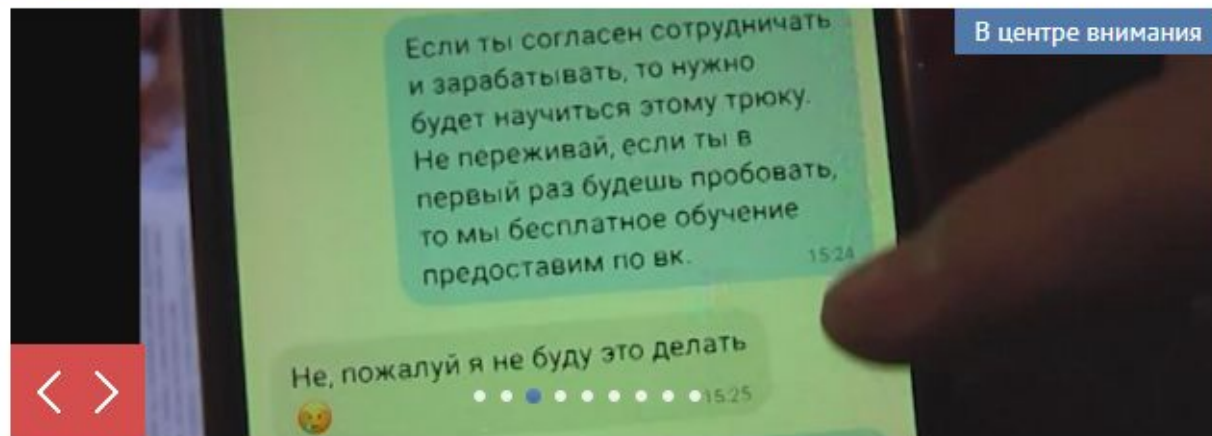 В центре внимания
Если ты согласен сотрудничать
и зарабатывать, то нужно
будет научиться этому трюку.
Не переживай, если ты в
первый раз будешь пробовать,
то мы бесплатное обучение
предоставим по вк.
15:24
Не, пожалуй я не буду это делать
😢
15:25